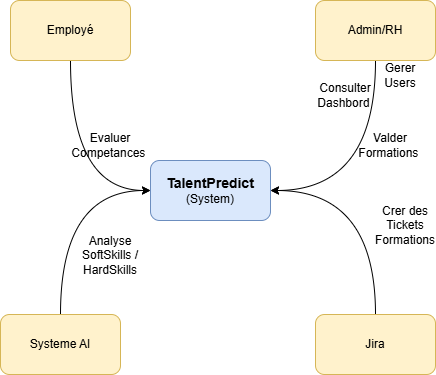 Employé
Admin/RH
Gerer
Users
Consulter
Dashbord
Evaluer
Competances
Valder
Formations
TalentPredict
(System)
Crer des
Tickets
Formations
Analyse
SoftSkills /
HardSkills
Systeme AI
Jira